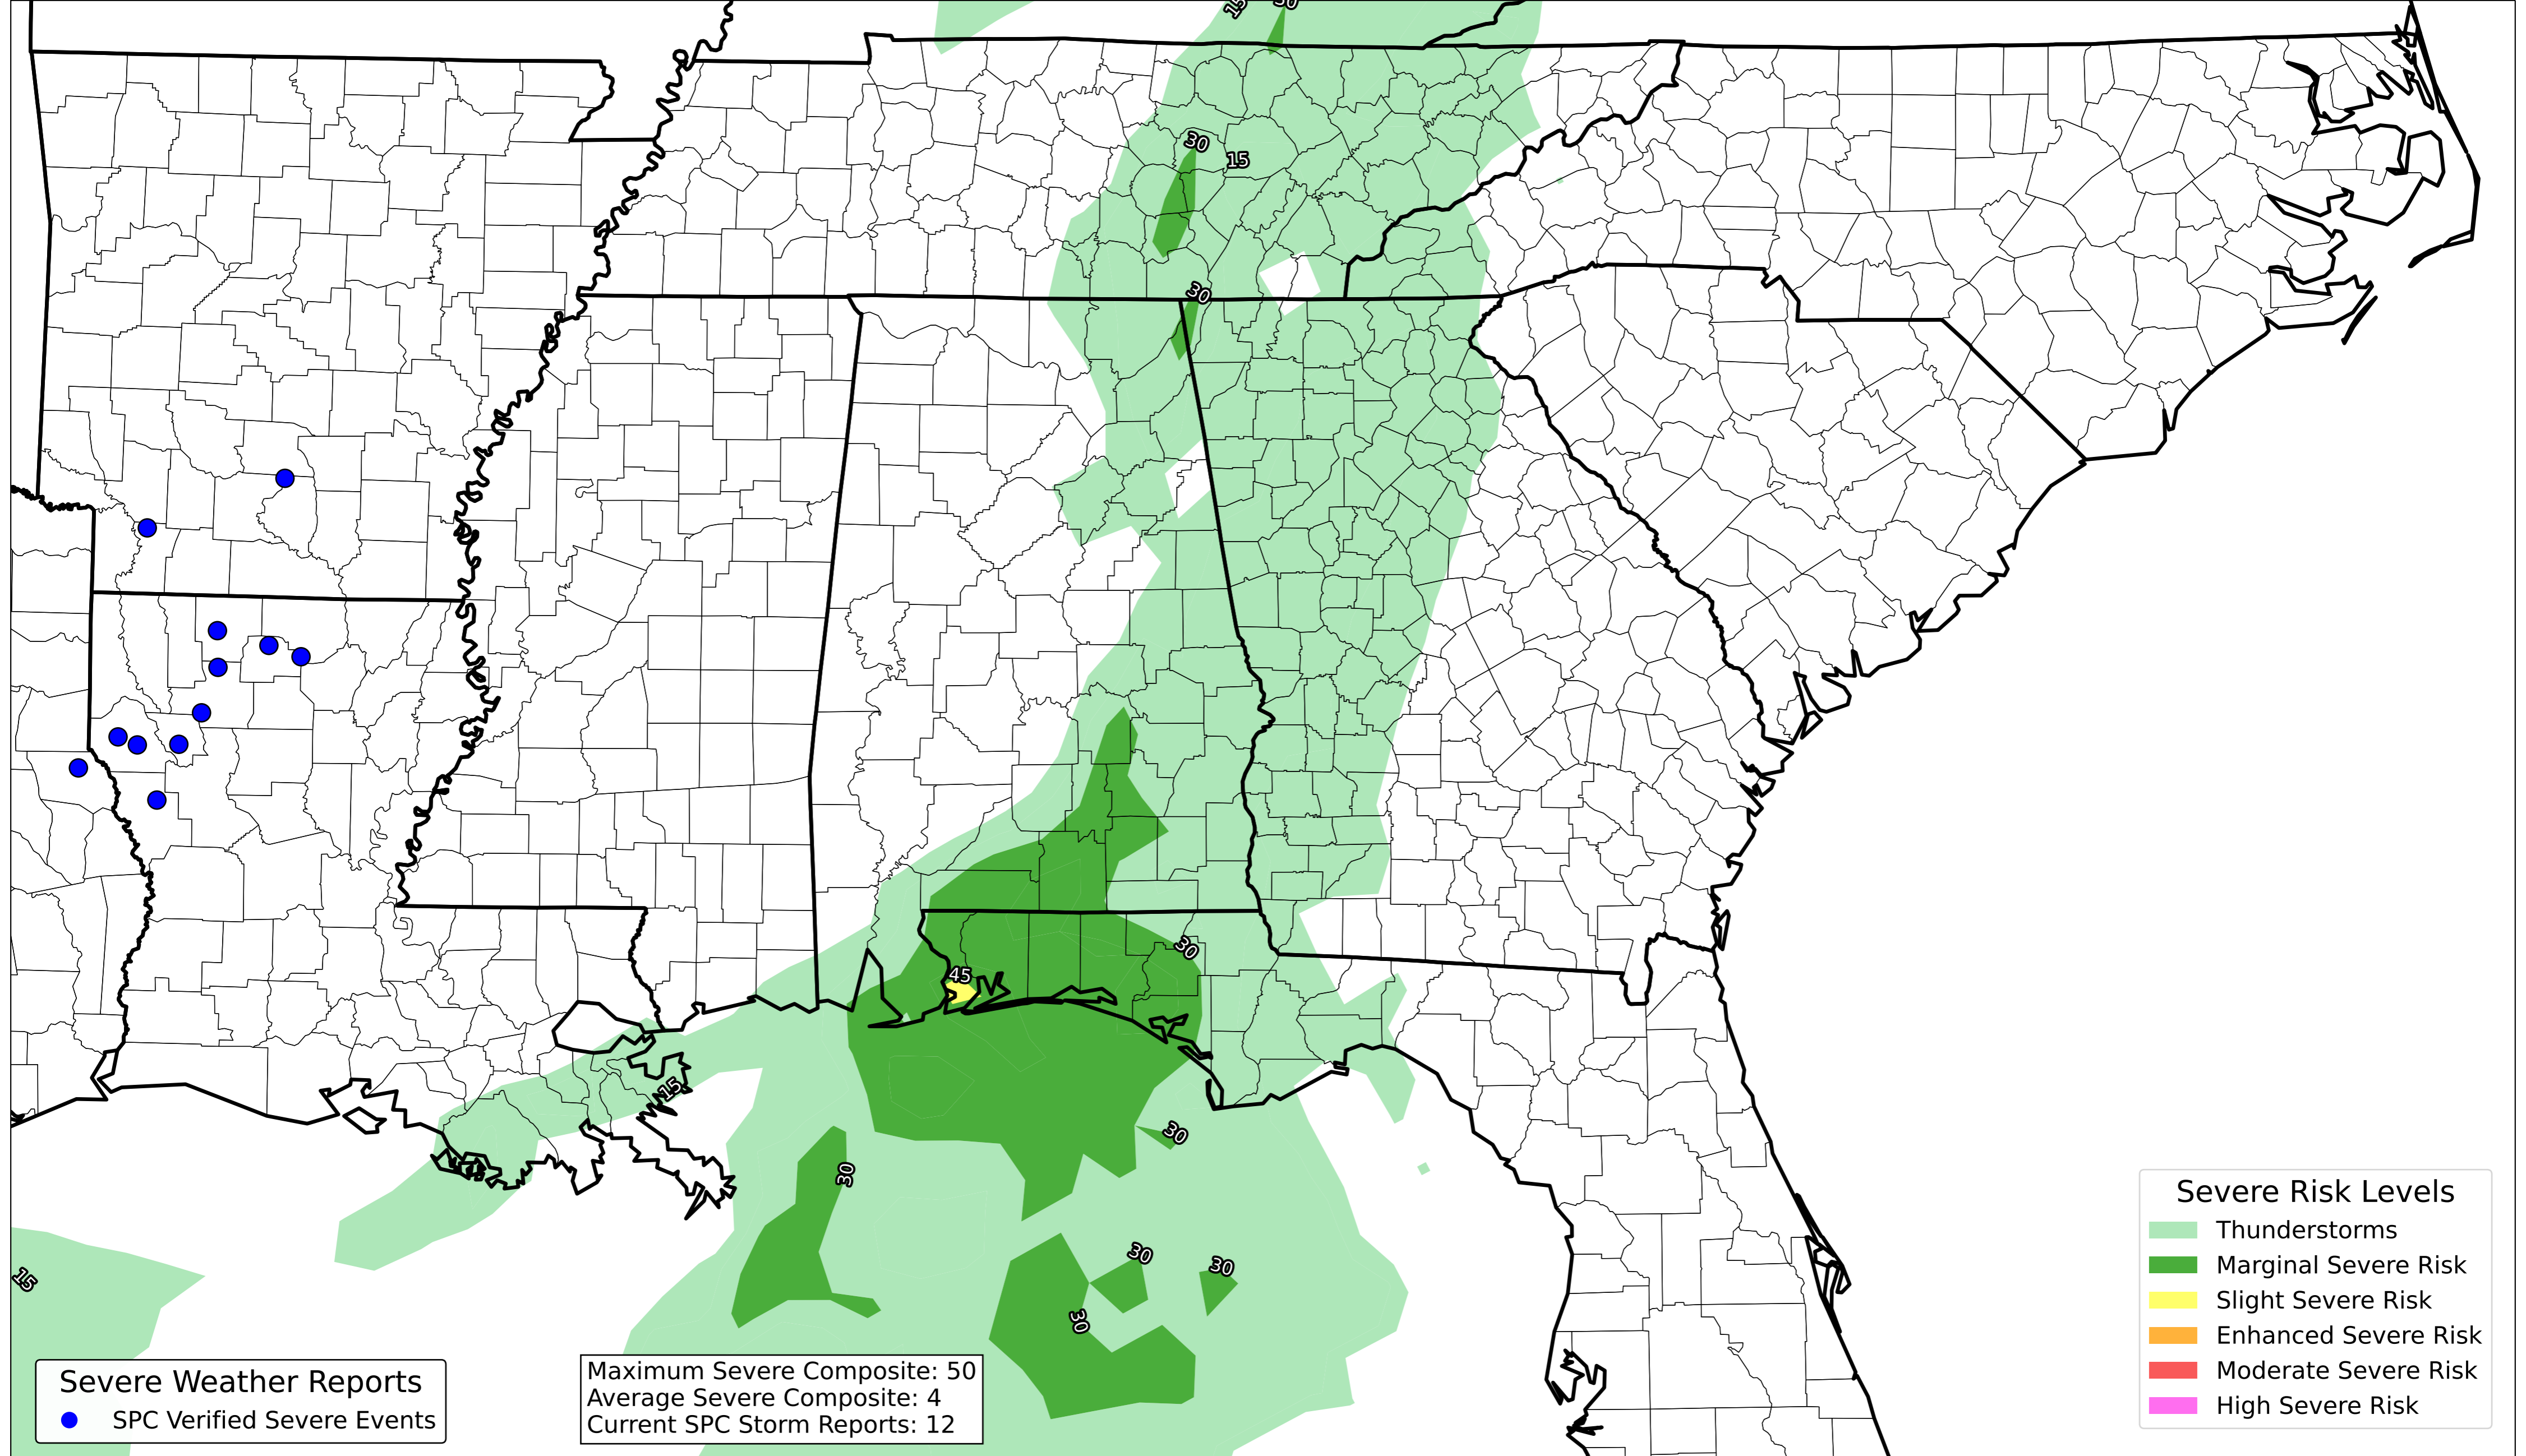 15
30
30
15
30
30
45
15
30
30
30
30
15
30
Severe Risk Levels
Thunderstorms
Marginal Severe Risk
Slight Severe Risk
Enhanced Severe Risk
Moderate Severe Risk
High Severe Risk
Severe Weather Reports
SPC Verified Severe Events
Maximum Severe Composite: 50
Average Severe Composite: 4
Current SPC Storm Reports: 12